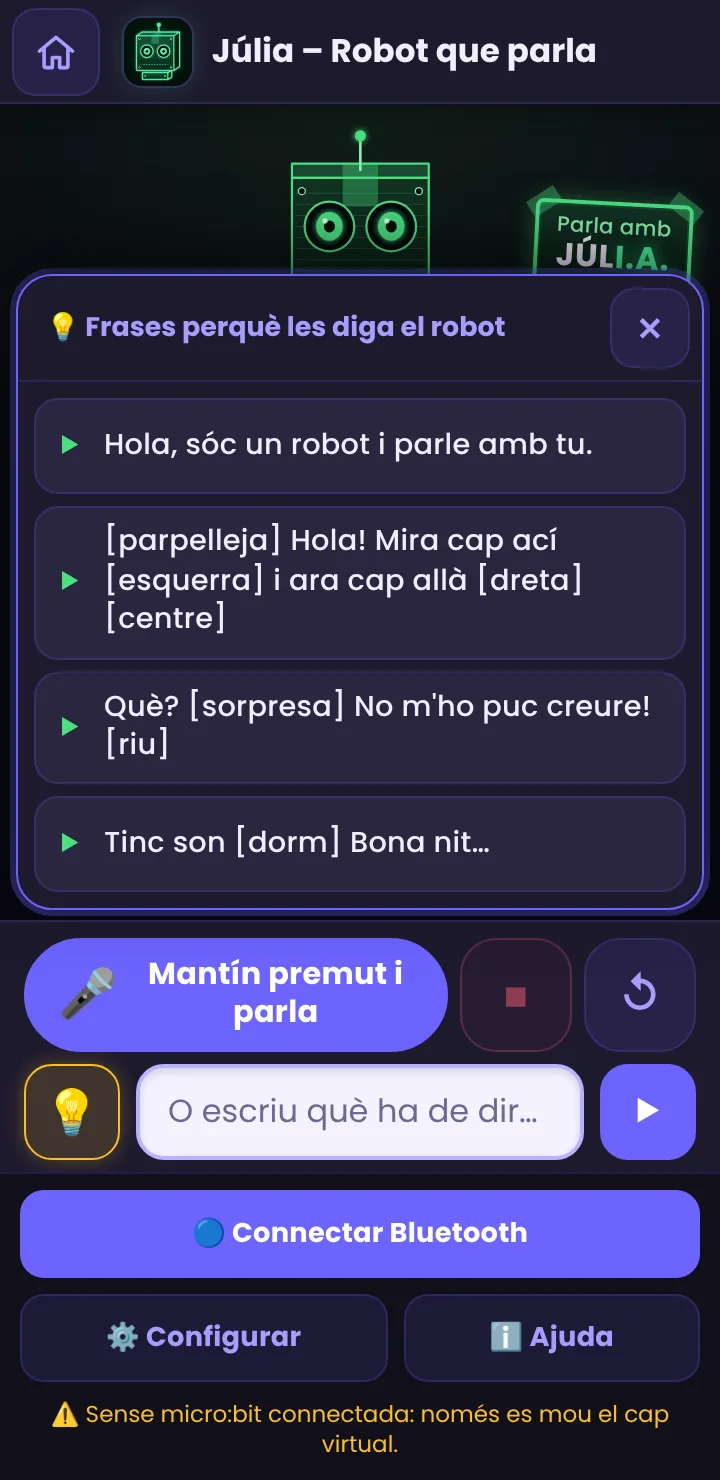 Júlia – Robot que parla
Parla amb
JÚLI.A.
💡 Frases perquè les diga el robot
Hola, sóc un robot i parle amb tu.
[parpelleja] Hola! Mira cap ací
[esquerra] i ara cap allà [dreta]
[centre]
Què? [sorpresa] No m'ho puc creure!
[riu]
Tinc son [dorm] Bona nit…
Mantín premut i
parla
O escriu què ha de dir…
Connectar Bluetooth
Configurar
Ajuda
⚠️ Sense micro:bit connectada: només es mou el cap
virtual.